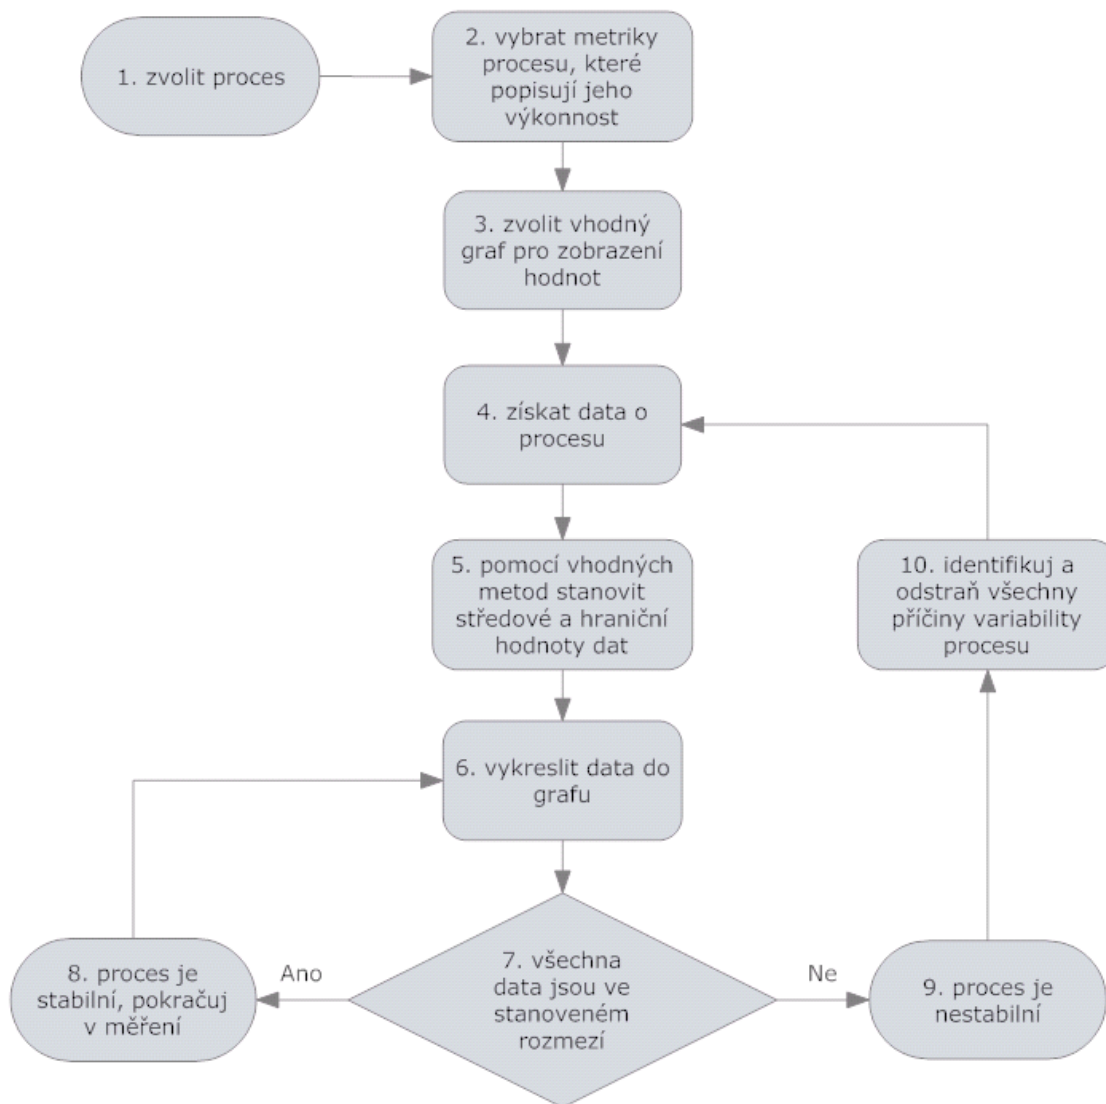 1. zvolit proces
2. vybrat metriky
procesu, které
popisují jeho
výkonnost
3. zvolit vhodný
graf pro zobrazení
hodnot
4. získat data o
procesu
5. pomocí vhodných
metod stanovit
středové a hraniční
hodnoty dat
10. identifikuj a
odstraň všechny
příčiny variability
procesu
6. vykreslit data do
grafu
7. všechna
data jsou ve
stanoveném
rozmezí
Ano
8. proces je
stabilní, pokračuj
v měření
Ne
9. proces je
nestabilní